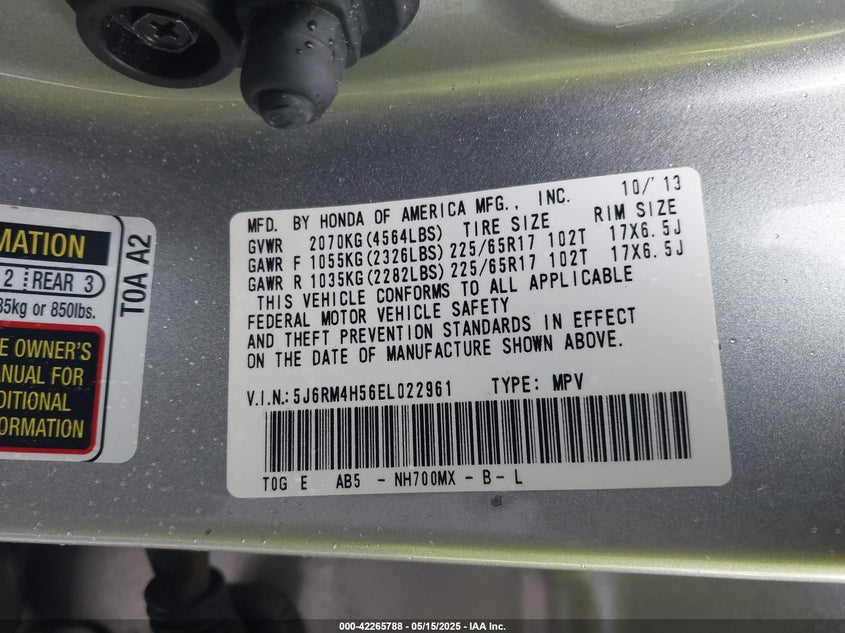 MATION
2 REAR 3
85kg or 850lbs.
E OWNER'S
ANUAL FOR
DITIONAL
FORMATION
T0A A2
MFD. BY HONDA OF AMERICA MFG., INC. 10/'13
GVWR 2070KG(4564LBS) TIRE SIZE RIM SIZE
GAWR F 1055KG(2326LBS) 225/65R17 102T 17X6.5J
GAWR R 1035KG(2282LBS) 225/65R17 102T 17X6.5J
THIS VEHICLE CONFORMS TO ALL APPLICABLE
FEDERAL MOTOR VEHICLE SAFETY
AND THEFT PREVENTION STANDARDS IN EFFECT
ON THE DATE OF MANUFACTURE SHOWN ABOVE.
V.I.N.:5J6RM4H56EL022961 TYPE: MPV
T0G E AB5 - NH700MX - B - L
000-42265788 - 05/15/2025 - IAA Inc.